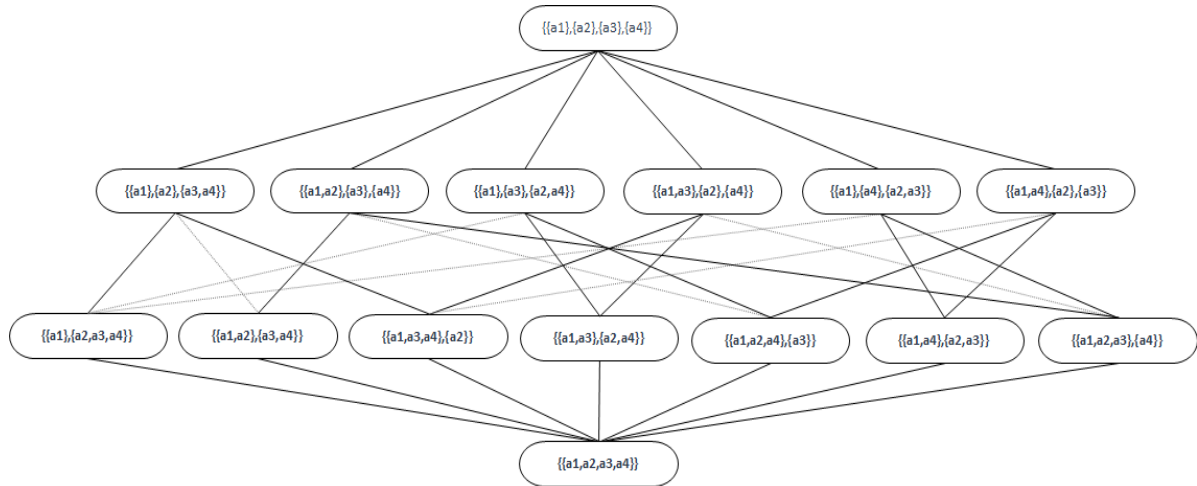 {{a1},{a2},{a3},{a4}}
{{a1},{a2},{a3,a4}}
{{a1,a2},{a3},{a4}}
{{a1},{a3},{a2,a4}}
{{a1,a3},{a2},{a4}}
{{a1},{a4},{a2,a3}}
{{a1,a4},{a2},{a3}}
{{a1},{a2,a3,a4}}
{{a1,a2},{a3,a4}}
{{a1,a3,a4},{a2}}
{{a1,a3},{a2,a4}}
{{a1,a2,a4},{a3}}
{{a1,a4},{a2,a3}}
{{a1,a2,a3},{a4}}
{{a1,a2,a3,a4}}